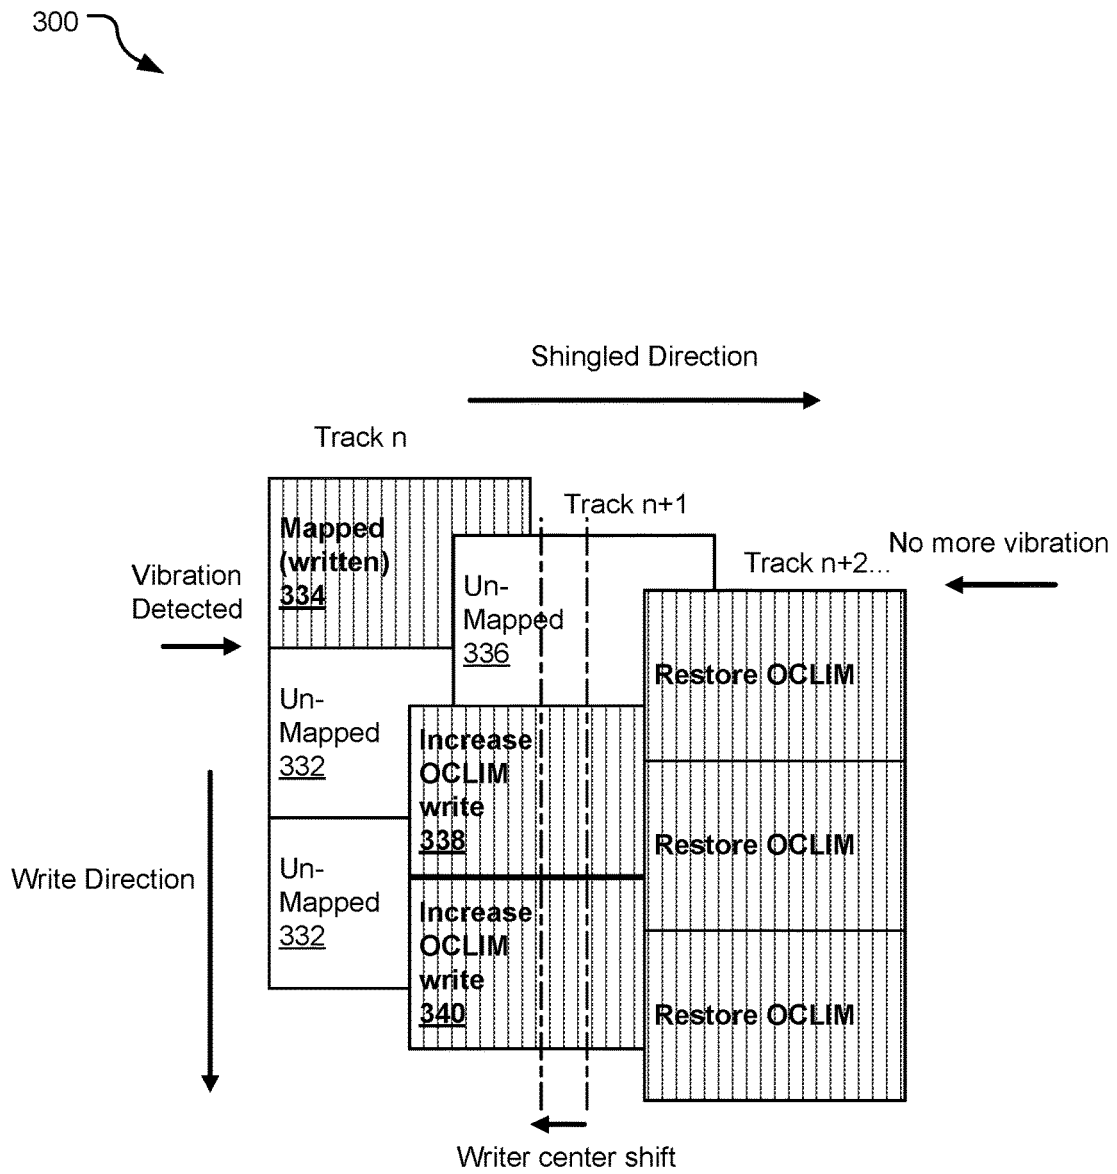 300
Shingled Direction
Track n
Track n+1
Track n+2...
No more vibration
Vibration
Detected
Mapped
(written)
334
Un-
Mapped
336
Un-
Mapped
332
Un-
Mapped
332
Increase
OCLIM
write
338
Increase
OCLIM
write
340
Restore OCLIM
Restore OCLIM
Restore OCLIM
Write Direction
Writer center shift